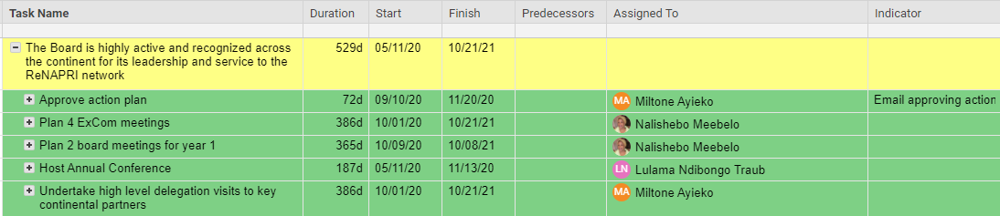 Task Name Duration Start Finish Predecessors Assigned To Indicator
The Board is highly active and recognized across 529d 05/11/20 10/21/21
the continent for its leadership and service to the
ReNAPRI network
Approve action plan 72d 09/10/20 11/20/20 MA Miltone Ayieko Email approving action
Plan 4 ExCom meetings 386d 10/01/20 10/21/21 Nalishebo Meebelo
Plan 2 board meetings for year 1 365d 10/09/20 10/08/21 Nalishebo Meebelo
Host Annual Conference 187d 05/11/20 11/13/20 LN Lulama Ndibongo Traub
Undertake high level delegation visits to key 386d 10/01/20 10/21/21 MA Miltone Ayieko
continental partners